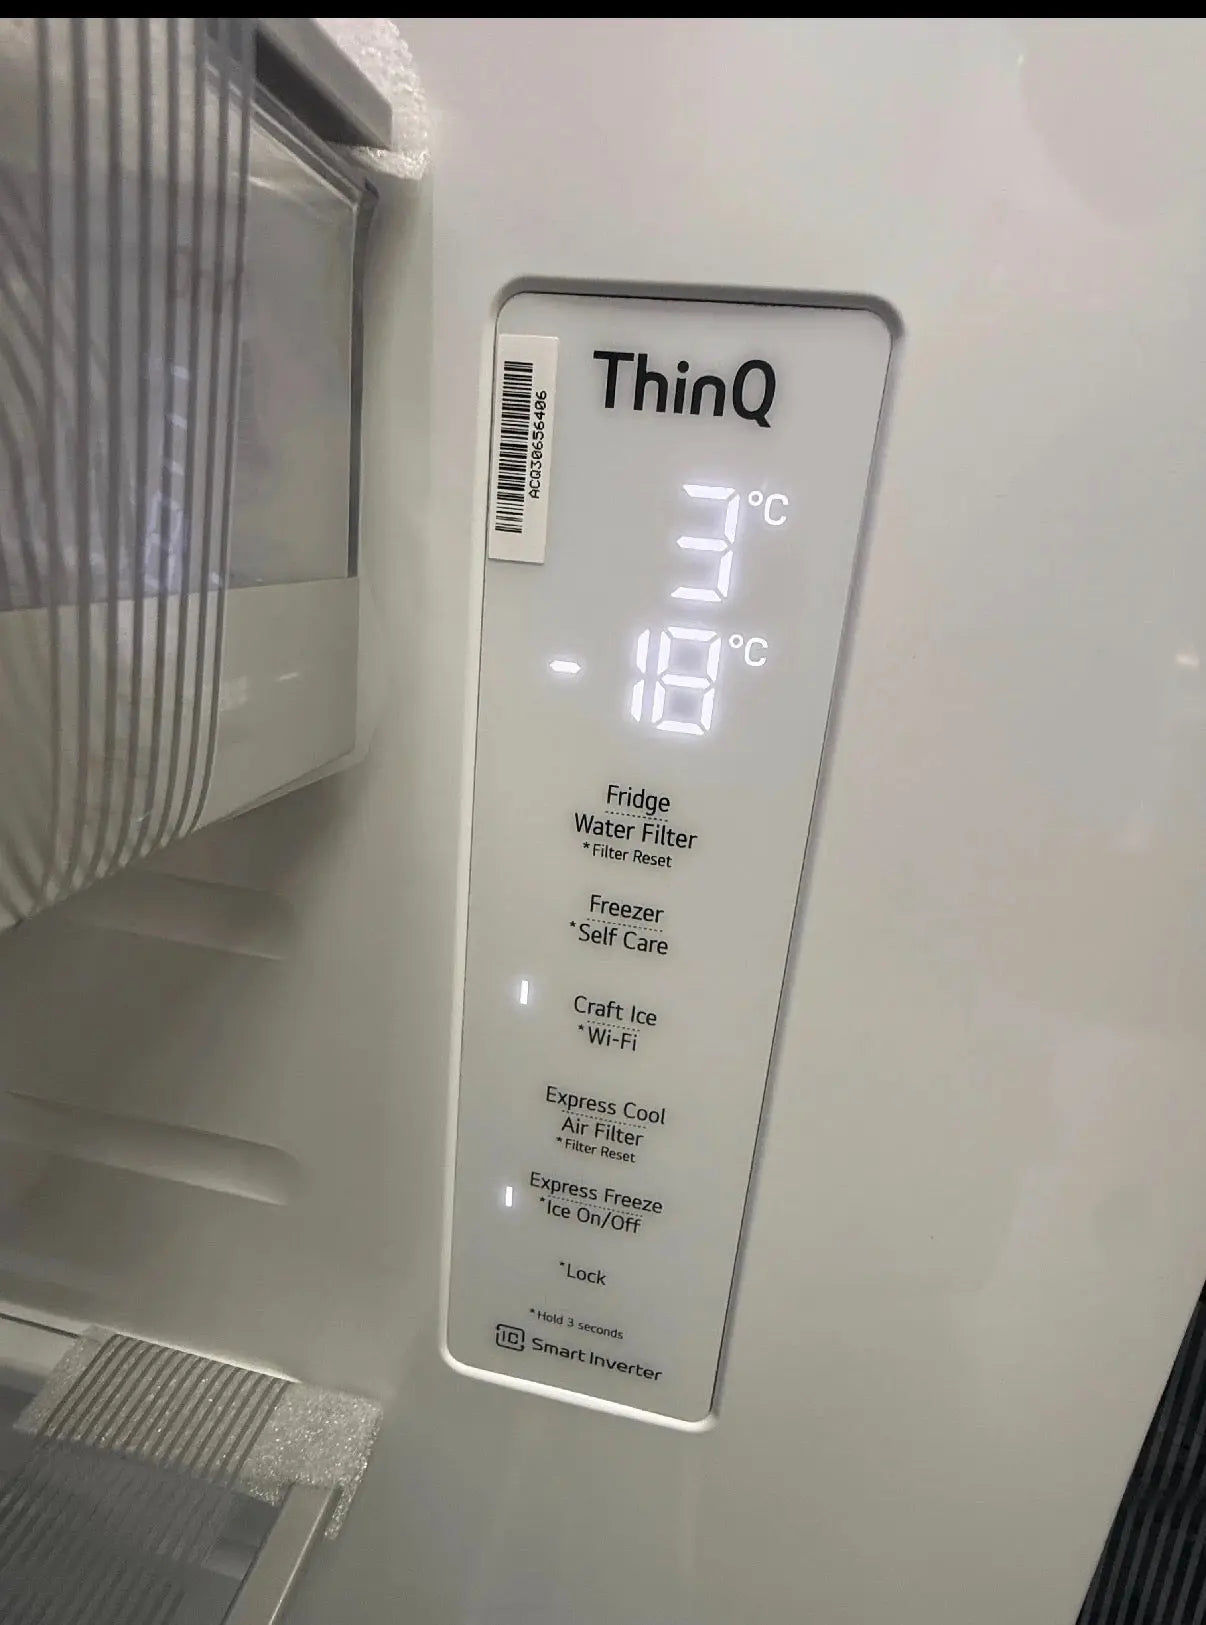 ThinQ
ACQ30656406
3 °C
-18 °C
Fridge
Water Filter
*Filter Reset
Freezer
*Self Care
Craft Ice
*Wi-Fi
Express Cool
Air Filter
*Filter Reset
Express Freeze
*Ice On/Off
*Lock
*Hold 3 seconds
10 Smart Inverter